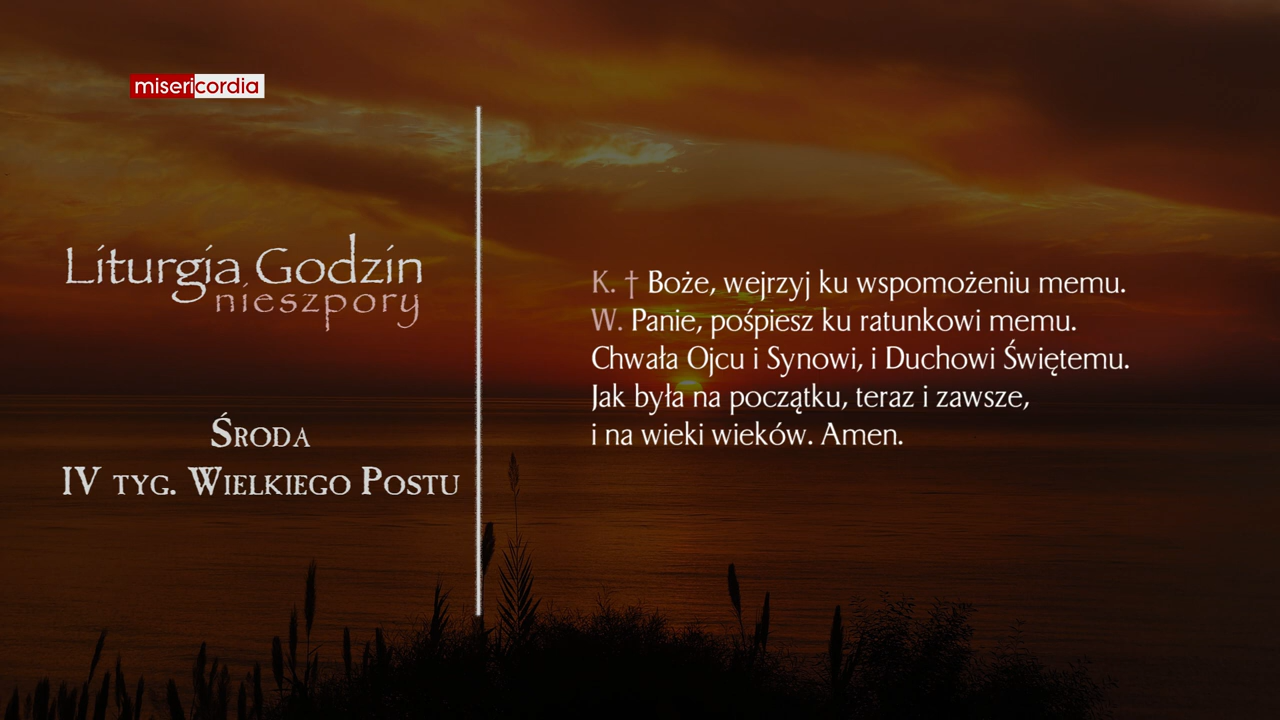 misericordia
Liturgia Godzin
nieszpory
Środa
IV tyg. Wielkiego Postu
K. † Boże, wejrzyj ku wspomożeniu memu.
W. Panie, pośpiesz ku ratunkowi memu.
Chwała Ojcu i Synowi, i Duchowi Świętemu.
Jak była na początku, teraz i zawsze,
i na wieki wieków. Amen.